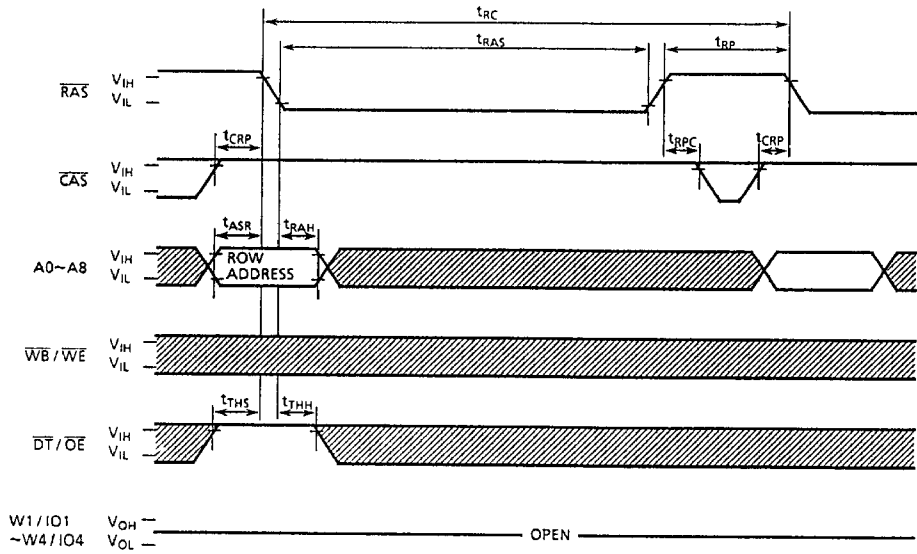 tRC
tRAS
tRP
RAS
VIH
VIL
tCRP
tRPC
tCRP
CAS
VIH
VIL
tASR
tRAH
A0~A8
VIH
VIL
ROW
ADDRESS
WB/WE
VIH
VIL
tTHS
tTHH
DT/OE
VIH
VIL
W1/IO1
~W4/IO4
VOH
VOL
OPEN